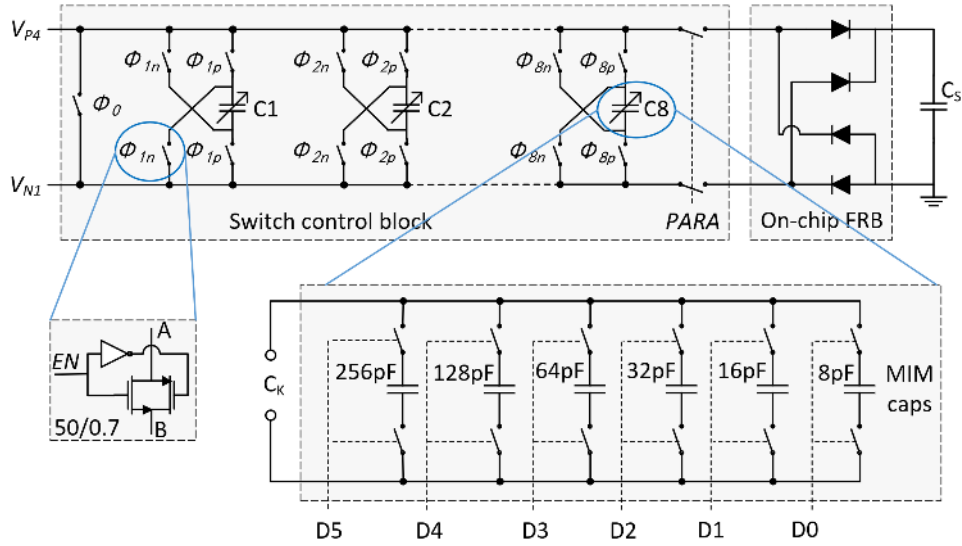 V_P4
Φ_1n Φ_1p Φ_2n Φ_2p Φ_8n Φ_8p
Φ_0 C1 C2 C8 C_S
Φ_1n Φ_1p Φ_2n Φ_2p Φ_8n Φ_8p
V_N1
Switch control block PARA On-chip FRB
EN A
50/0.7 B
C_K 256pF 128pF 64pF 32pF 16pF 8pF MIM caps
D5 D4 D3 D2 D1 D0